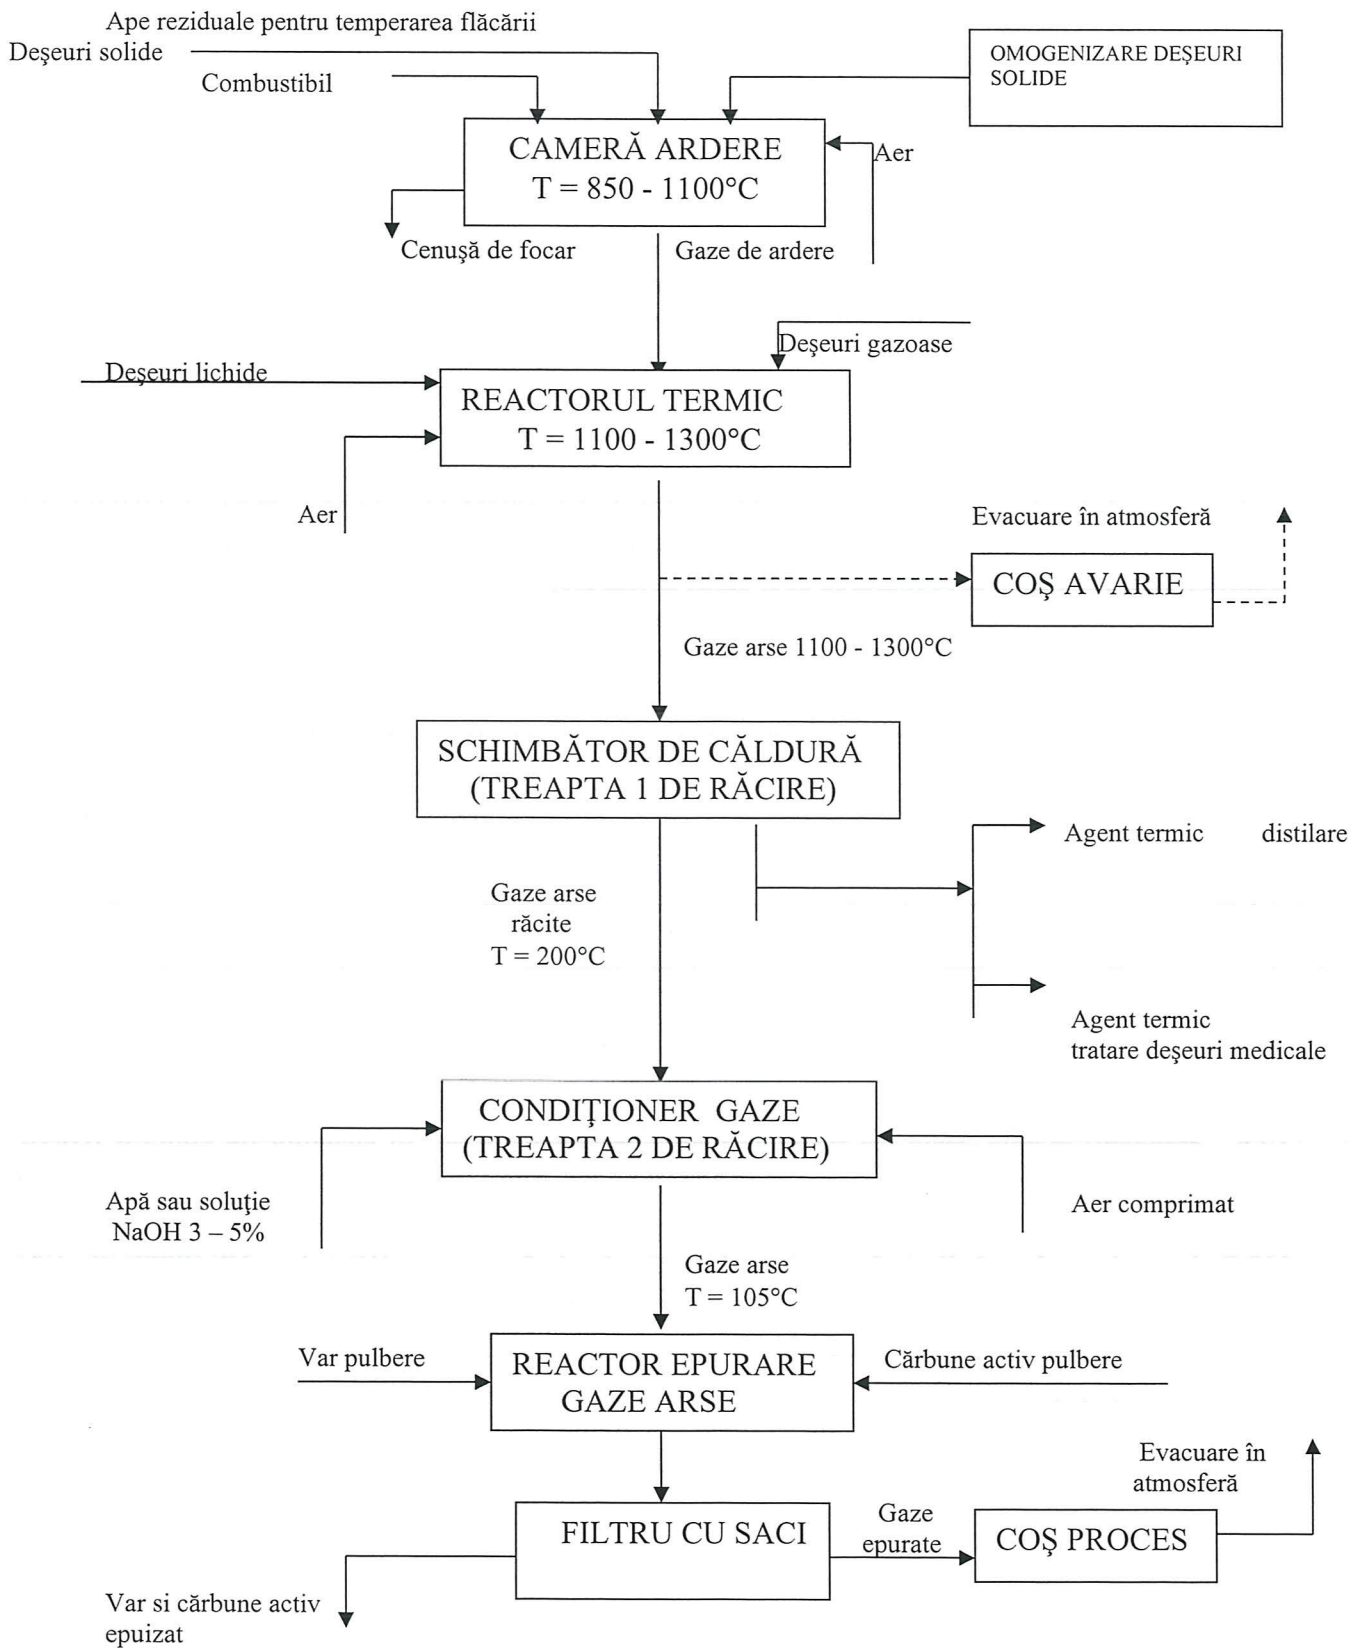 Ape reziduale pentru temperarea flăcării
Deşeuri solide
Combustibil
OMOGENIZARE DEŞEURI
SOLIDE
CAMERĂ ARDERE
T = 850 - 1100°C
Aer
Cenuşă de focar
Gaze de ardere
Deşeuri gazoase
Deşeuri lichide
REACTORUL TERMIC
T = 1100 - 1300°C
Aer
Evacuare în atmosferă
COŞ AVARIE
Gaze arse 1100 - 1300°C
SCHIMBĂTOR DE CĂLDURĂ
(TREAPTA 1 DE RĂCIRE)
Agent termic distilare
Gaze arse
răcite
T = 200°C
Agent termic
tratare deşeuri medicale
CONDIŢIONER GAZE
(TREAPTA 2 DE RĂCIRE)
Apă sau soluţie
NaOH 3 – 5%
Aer comprimat
Gaze arse
T = 105°C
Var pulbere
REACTOR EPURARE
GAZE ARSE
Cărbune activ pulbere
Evacuare în
atmosferă
FILTRU CU SACI
Gaze
epurate
COŞ PROCES
Var si cărbune activ
epuizat